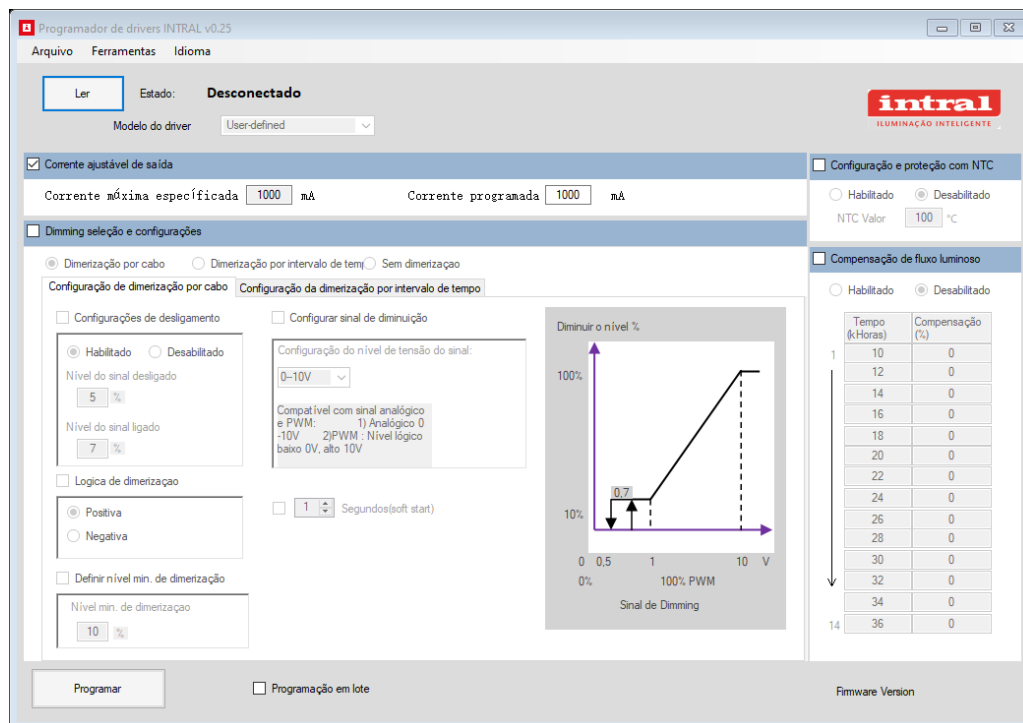 Programador de drivers INTRAL v0.25
Arquivo Ferramentas Idioma
Ler Estado: Desconectado
Modelo do driver User-defined
intral
ILUMINAÇÃO INTELIGENTE
Corrente ajustável de saída
Corrente máxima específicada 1000 mA Corrente programada 1000 mA
Configuração e proteção com NTC
Habilitado Desabilitado
NTC Valor 100 °C
Dimming seleção e configurações
Dimerização por cabo Dimerização por intervalo de temp Sem dimerizaçao
Configuração de dimerização por cabo Configuração da dimerização por intervalo de tempo
Configurações de desligamento
Habilitado Desabilitado
Nível do sinal desligado
5 %
Nível do sinal ligado
7 %
Logica de dimerizaçao
Positiva
Negativa
Definir nível min. de dimerização
Nível min. de dimerizaçao
10 %
Configurar sinal de diminuição
Configuração do nível de tensão do sinal:
0--10V
Compatível com sinal analógico
e PWM: 1) Analógico 0
-10V 2)PWM : Nível lógico
baixo 0V, alto 10V
1 Segundos(soft start)
Diminuir o nível %
100%
0,7
10%
0 0,5 1 10 V
0% 100% PWM
Sinal de Dimming
Compensação de fluxo luminoso
Habilitado Desabilitado
Tempo (kHoras) Compensação (%)
1 10 0
12 0
14 0
16 0
18 0
20 0
22 0
24 0
26 0
28 0
30 0
32 0
34 0
14 36 0
Programar Programação em lote Firmware Version